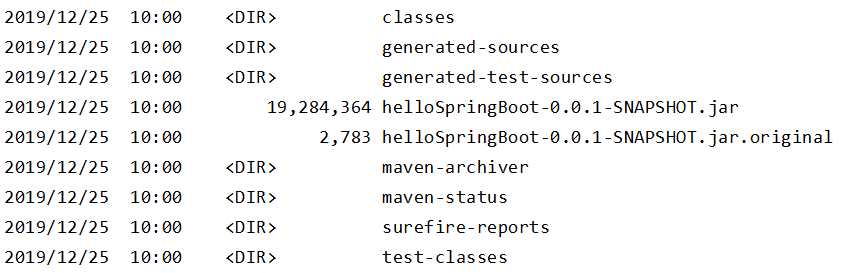 2019/12/25  10:00    <DIR>          classes
2019/12/25  10:00    <DIR>          generated-sources
2019/12/25  10:00    <DIR>          generated-test-sources
2019/12/25  10:00        19,284,364 helloSpringBoot-0.0.1-SNAPSHOT.jar
2019/12/25  10:00             2,783 helloSpringBoot-0.0.1-SNAPSHOT.jar.original
2019/12/25  10:00    <DIR>          maven-archiver
2019/12/25  10:00    <DIR>          maven-status
2019/12/25  10:00    <DIR>          surefire-reports
2019/12/25  10:00    <DIR>          test-classes